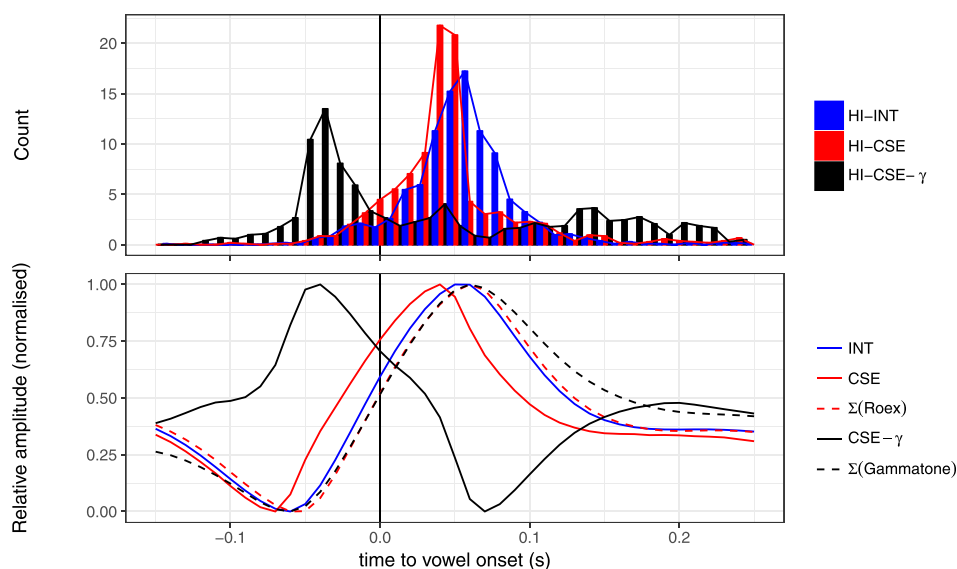 Count
20
15
10
5
0
HI−INT
HI−CSE
HI−CSE−γ
Relative amplitude (normalised)
1.00
0.75
0.50
0.25
0.00
−0.1
0.0
0.1
0.2
time to vowel onset (s)
INT
CSE
Σ(Roex)
CSE−γ
Σ(Gammatone)